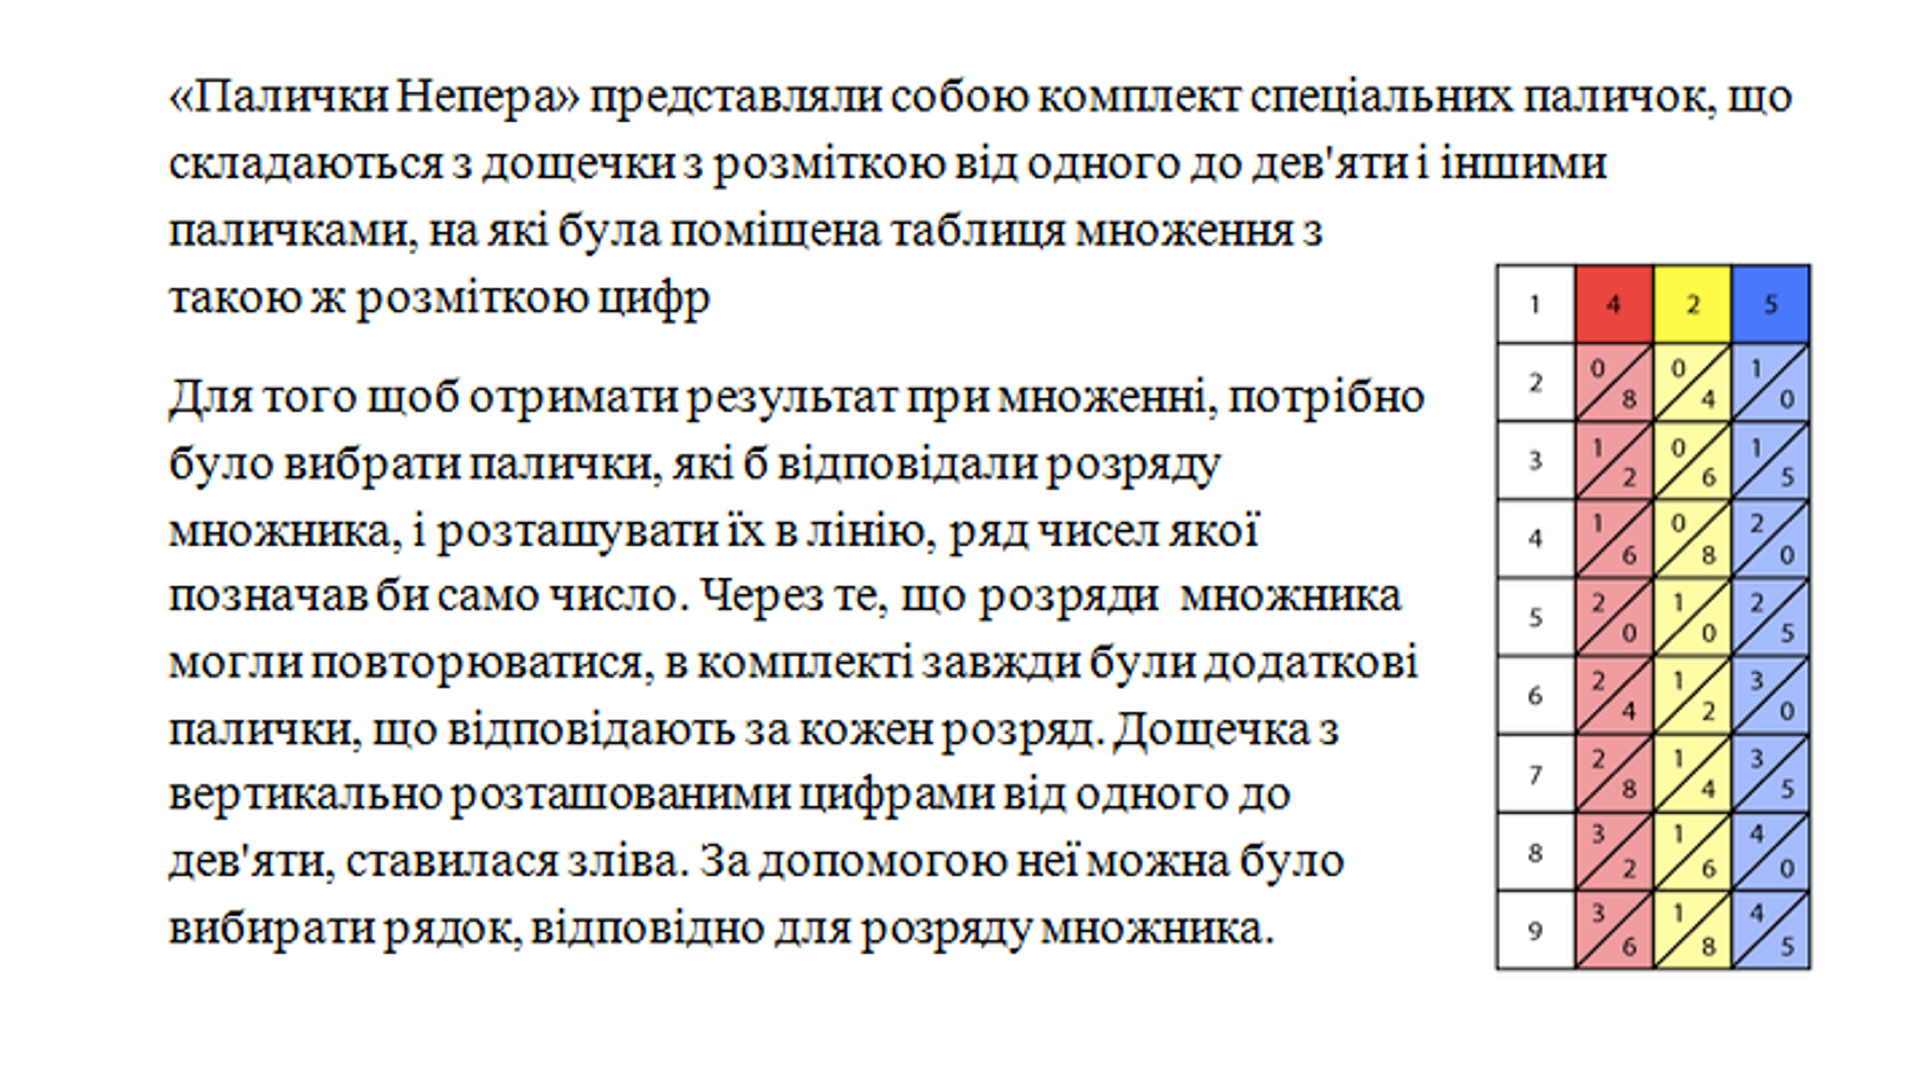 «Палички Непера» представляли собою комплект спеціальних паличок, що
складаються з дощечки з розміткою від одного до дев'яти і іншими
паличками, на які була поміщена таблиця множення з
такою ж розміткою цифр
Для того щоб отримати результат при множенні, потрібно
було вибрати палички, які б відповідали розряду
множника, і розташувати їх в лінію, ряд чисел якої
позначав би само число. Через те, що розряди множника
могли повторюватися, в комплекті завжди були додаткові
палички, що відповідають за кожен розряд. Дощечка з
вертикально розташованими цифрами від одного до
дев'яти, ставилася зліва. За допомогою неї можна було
вибирати рядок, відповідно для розряду множника.
1 4 2 5
2 0 8 0 4 1 0
3 1 2 0 6 1 5
4 1 6 0 8 2 0
5 2 0 1 0 2 5
6 2 4 1 2 3 0
7 2 8 1 4 3 5
8 3 2 1 6 4 0
9 3 6 1 8 4 5